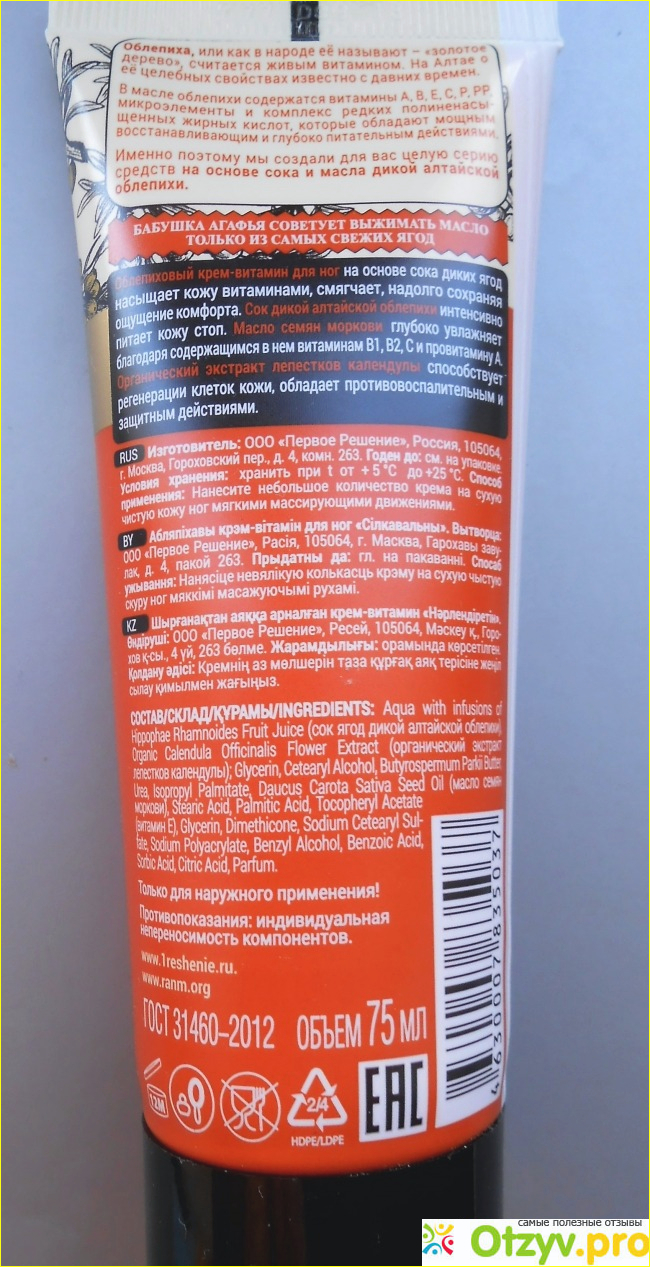 Облепиха, или как в народе её называют – «золотое
дерево», считается живым витамином. На Алтае о
её целебных свойствах известно с давних времен.
В масле облепихи содержатся витамины A, B, E, C, P, PP,
микроэлементы и комплекс редких полиненасы-
щенных жирных кислот, которые обладают мощным
восстанавливающим и глубоко питательным действиями.
Именно поэтому мы создали для вас целую серию
средств на основе сока и масла дикой алтайской
облепихи.
БАБУШКА АГАФЬЯ СОВЕТУЕТ ВЫЖИМАТЬ МАСЛО
ТОЛЬКО ИЗ САМЫХ СВЕЖИХ ЯГОД
Облепиховый крем-витамин для ног на основе сока диких ягод
насыщает кожу витаминами, смягчает, надолго сохраняя
ощущение комфорта. Сок дикой алтайской облепихи интенсивно
питает кожу стоп. Масло семян моркови глубоко увлажняет
благодаря содержащимся в нем витаминам B1, B2, C и провитамину A.
Органический экстракт лепестков календулы способствует
регенерации клеток кожи, обладает противовоспалительным и
защитным действиями.
RUS Изготовитель: ООО «Первое Решение», Россия, 105064,
г. Москва, Гороховский пер., д. 4, комн. 263. Годен до: см. на упаковке.
Условия хранения: хранить при t от +5°C до +25°C. Способ
применения: Нанесите небольшое количество крема на сухую
чистую кожу ног мягкими массирующими движениями.
BY Абляпіхавы крэм-вітамін для ног «Сілкавальны». Вытворца:
ООО «Первое Решение», Расія, 105064, г. Масква, Гарохавы заву-
лак, д. 4, пакой 263. Прыдатны да: гл. на пакаванні. Спосаб
ужывання: Нанясіце невялікую колькасць крэму на сухую чыстую
скуру ног мяккімі масажуючымі рухамі.
KZ Шырғанақтан аяққа арналған крем-витамин «Нәрлендіретін».
Өндіруші: ООО «Первое Решение», Ресей, 105064, Мәскеу қ., Горо-
хов қ-сы., 4 үй, 263 бөлме. Жарамдылығы: орамында көрсетілген.
Қолдану әдісі: Кремнің аз мөлшерін таза құрғақ аяқ терісіне жеңіл
сылау қимылмен жағыңыз.
СОСТАВ/СКЛАД/ҚҰРАМЫ/INGREDIENTS: Aqua with infusions of
Hippophae Rhamnoides Fruit Juice (сок ягод дикой алтайской облепихи),
Organic Calendula Officinalis Flower Extract (органический экстракт
лепестков календулы); Glycerin, Cetearyl Alcohol, Butyrospermum Parkii Butter,
Urea, Isopropyl Palmitate, Daucus Carota Sativa Seed Oil (масло семян
моркови), Stearic Acid, Palmitic Acid, Tocopheryl Acetate
(витамин E), Glycerin, Dimethicone, Sodium Cetearyl Sul-
fate, Sodium Polyacrylate, Benzyl Alcohol, Benzoic Acid,
Sorbic Acid, Citric Acid, Parfum.
Только для наружного применения!
Противопоказания: индивидуальная
непереносимость компонентов.
www.1reshenie.ru.
www.ranm.org
ГОСТ 31460–2012 ОБЪЕМ 75 МЛ
4 630007 835037
12M
2/4
HDPE/LDPE
EAC
самые полезные отзывы
Otzyv.pro